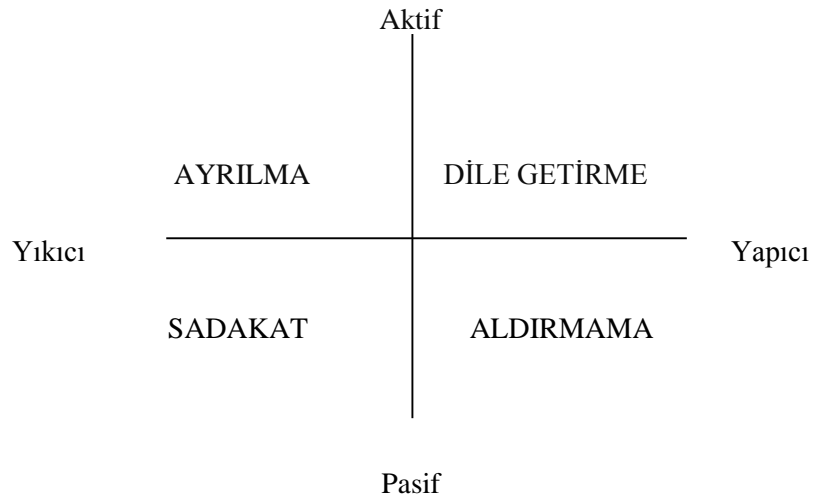 Aktif
AYRILMA DİLE GETİRME
Yıkıcı Yapıcı
SADAKAT ALDIRMAMA
Pasif